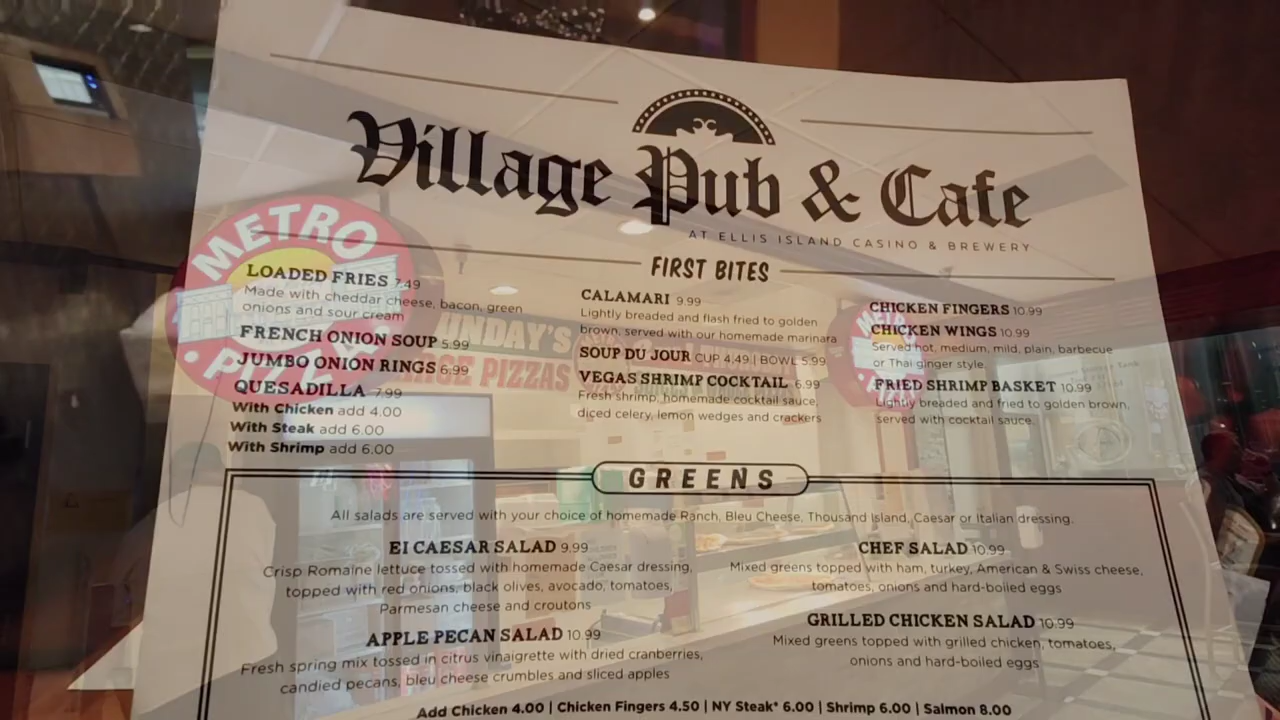 Village Pub & Cafe
AT ELLIS ISLAND CASINO & BREWERY
FIRST BITES
LOADED FRIES 7.49
Made with cheddar cheese, bacon, green
onions and sour cream
FRENCH ONION SOUP 5.99
JUMBO ONION RINGS 6.99
QUESADILLA 7.99
With Chicken add 4.00
With Steak add 6.00
With Shrimp add 6.00
CALAMARI 9.99
Lightly breaded and flash fried to golden
brown, served with our homemade marinara
SOUP DU JOUR CUP 4.49 | BOWL 5.99
VEGAS SHRIMP COCKTAIL 6.99
Fresh shrimp, homemade cocktail sauce,
diced celery, lemon wedges and crackers
CHICKEN FINGERS 10.99
CHICKEN WINGS 10.99
Served hot, medium, mild, plain, barbecue
or Thai ginger style.
FRIED SHRIMP BASKET 10.99
Lightly breaded and fried to golden brown,
served with cocktail sauce.
METRO
UNDAY'S
PIZZAS
METR
GREENS
All salads are served with your choice of homemade Ranch, Bleu Cheese, Thousand Island, Caesar or Italian dressing.
EI CAESAR SALAD 9.99
Crisp Romaine lettuce tossed with homemade Caesar dressing,
topped with red onions, black olives, avocado, tomatoes,
Parmesan cheese and croutons
APPLE PECAN SALAD 10.99
Fresh spring mix tossed in citrus vinaigrette with dried cranberries,
candied pecans, bleu cheese crumbles and sliced apples
CHEF SALAD 10.99
Mixed greens topped with ham, turkey, American & Swiss cheese,
tomatoes, onions and hard-boiled eggs
GRILLED CHICKEN SALAD 10.99
Mixed greens topped with grilled chicken, tomatoes,
onions and hard-boiled eggs
Add Chicken 4.00 | Chicken Fingers 4.50 | NY Steak* 6.00 | Shrimp 6.00 | Salmon 8.00